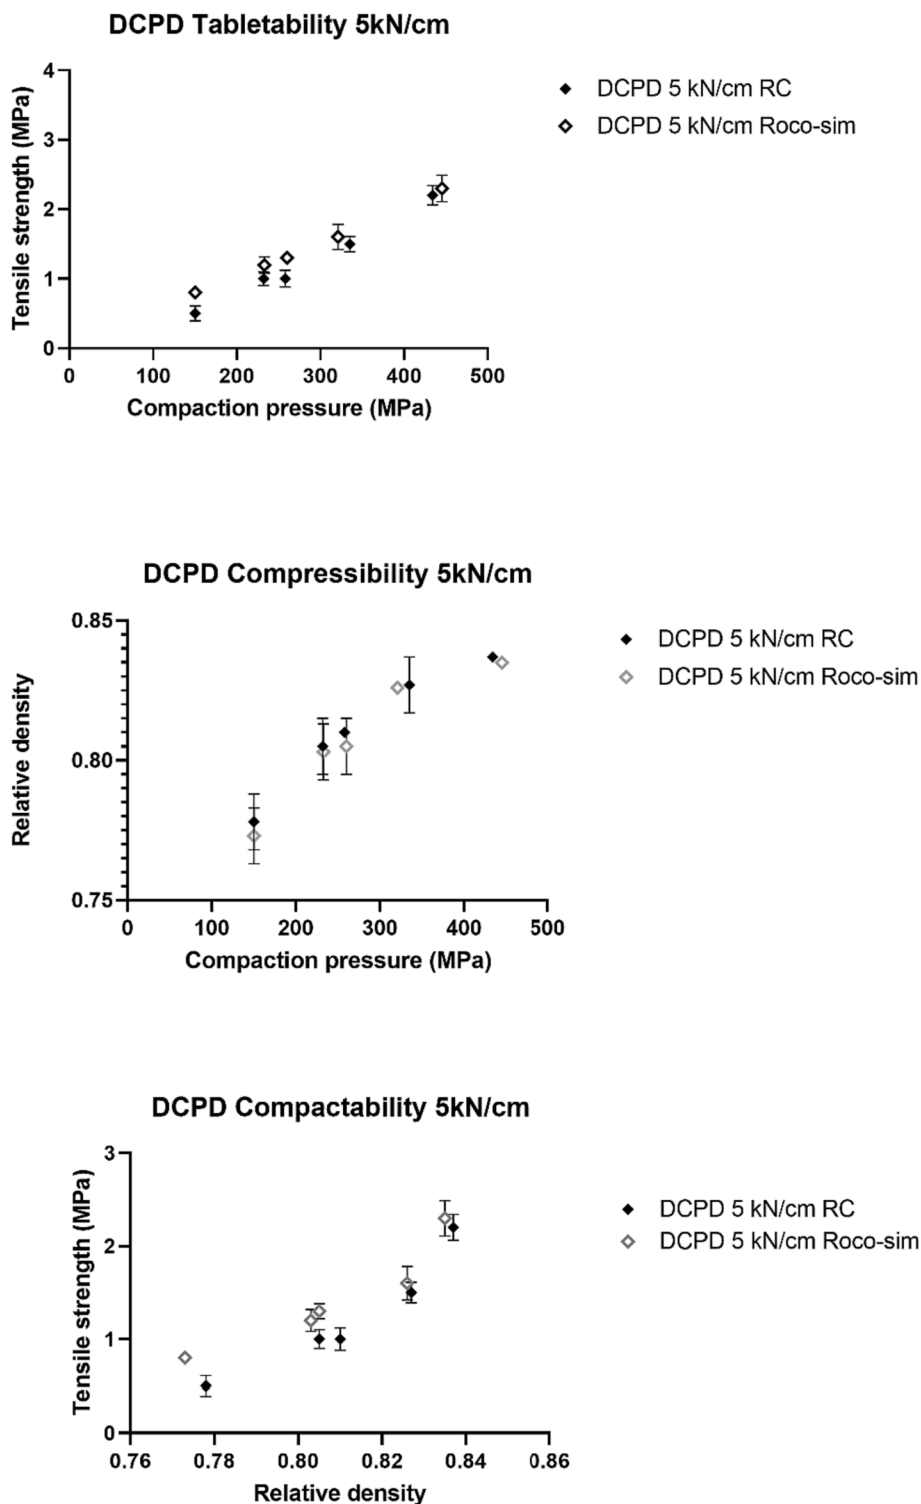 DCPD Tabletability 5kN/cm
Tensile strength (MPa)
4
3
2
1
0
0 100 200 300 400 500
Compaction pressure (MPa)
DCPD 5 kN/cm RC
DCPD 5 kN/cm Roco-sim
DCPD Compressibility 5kN/cm
Relative density
0.85
0.80
0.75
0 100 200 300 400 500
Compaction pressure (MPa)
DCPD 5 kN/cm RC
DCPD 5 kN/cm Roco-sim
DCPD Compactability 5kN/cm
Tensile strength (MPa)
3
2
1
0
0.76 0.78 0.80 0.82 0.84 0.86
Relative density
DCPD 5 kN/cm RC
DCPD 5 kN/cm Roco-sim